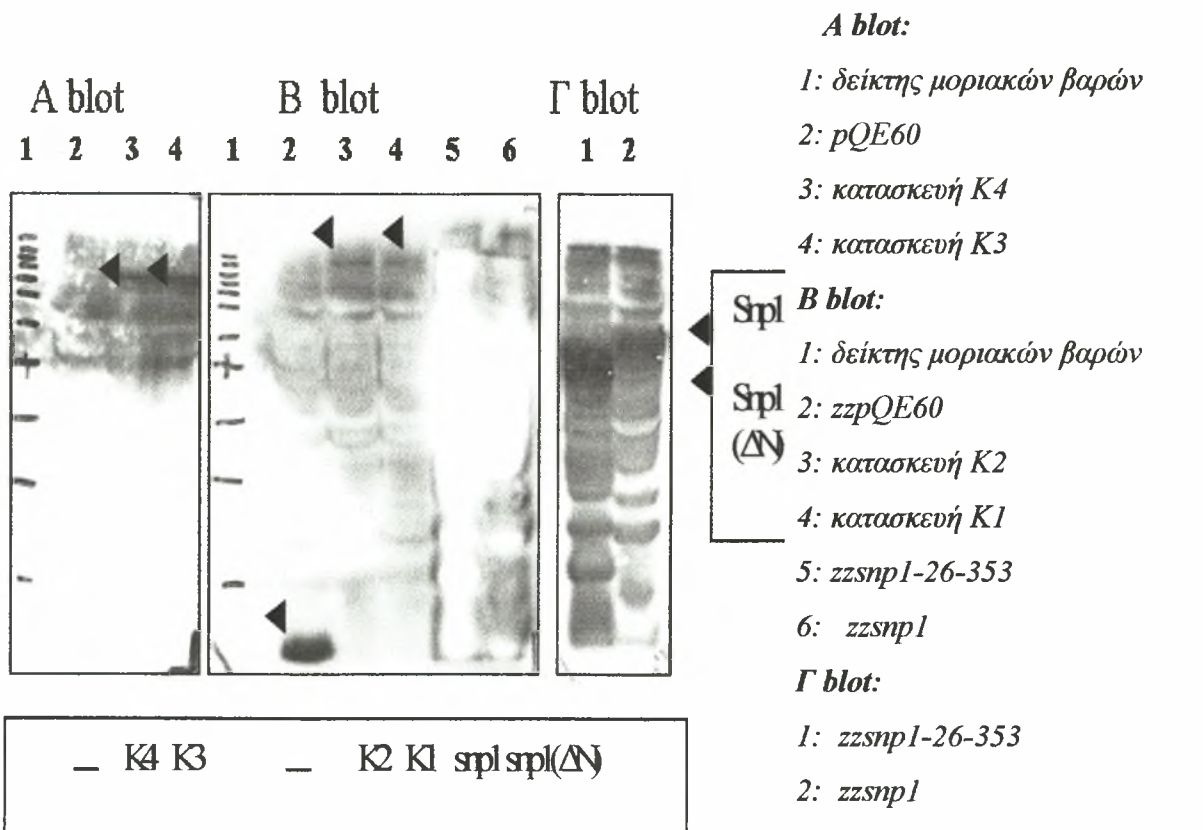 A blot
B blot
Γ blot
1 2 3 4 1 2 3 4 5 6 1 2
Snp1
Snp1
(ΔN)
_ K4 K3 _ K2 K1 snp1 snp1(ΔN)
A blot:
1: δείκτης μοριακών βαρών
2: pQE60
3: κατασκευή K4
4: κατασκευή K3
B blot:
1: δείκτης μοριακών βαρών
2: zzpQE60
3: κατασκευή K2
4: κατασκευή K1
5: zzsnp1-26-353
6: zzsnp1
Γ blot:
1: zzsnp1-26-353
2: zzsnp1